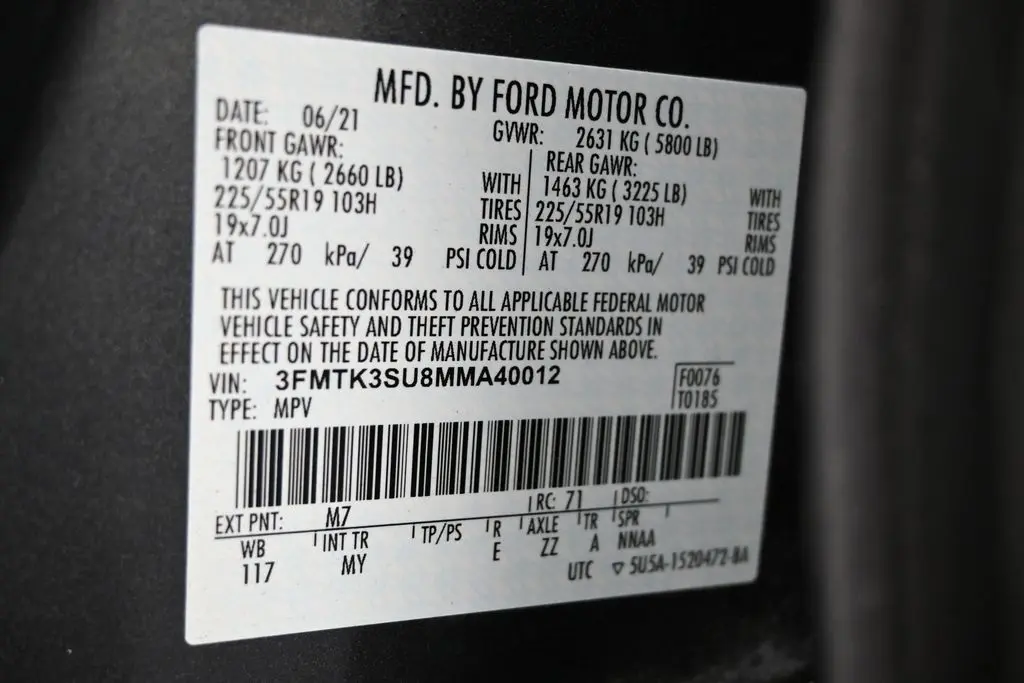 MFD. BY FORD MOTOR CO.
DATE: 06/21 GVWR: 2631 KG ( 5800 LB)
FRONT GAWR: REAR GAWR:
1207 KG ( 2660 LB) WITH 1463 KG ( 3225 LB) WITH
225/55R19 103H TIRES 225/55R19 103H TIRES
19x7.0J RIMS 19x7.0J RIMS
AT 270 kPa/ 39 PSI COLD AT 270 kPa/ 39 PSI COLD
THIS VEHICLE CONFORMS TO ALL APPLICABLE FEDERAL MOTOR
VEHICLE SAFETY AND THEFT PREVENTION STANDARDS IN
EFFECT ON THE DATE OF MANUFACTURE SHOWN ABOVE.
VIN: 3FMTK3SU8MMA40012 F0076
TYPE: MPV T0185
EXT PNT: M7 RC: 71 DSO:
WB INT TR TP/PS R AXLE TR SPR
117 MY E ZZ A NNAA
UTC ▽ 5U5A-1520472-BA